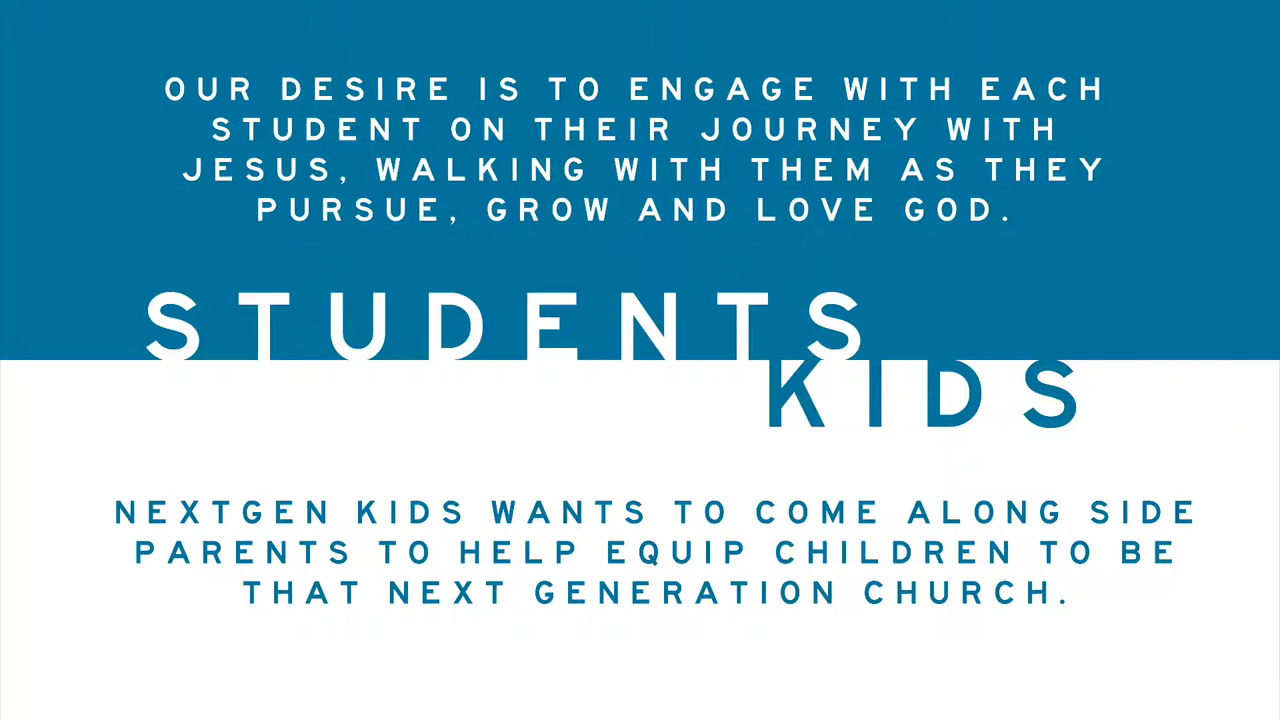 OUR DESIRE IS TO ENGAGE WITH EACH
STUDENT ON THEIR JOURNEY WITH
JESUS, WALKING WITH THEM AS THEY
PURSUE, GROW AND LOVE GOD.
STUDENTS
KIDS
NEXTGEN KIDS WANTS TO COME ALONG SIDE
PARENTS TO HELP EQUIP CHILDREN TO BE
THAT NEXT GENERATION CHURCH.